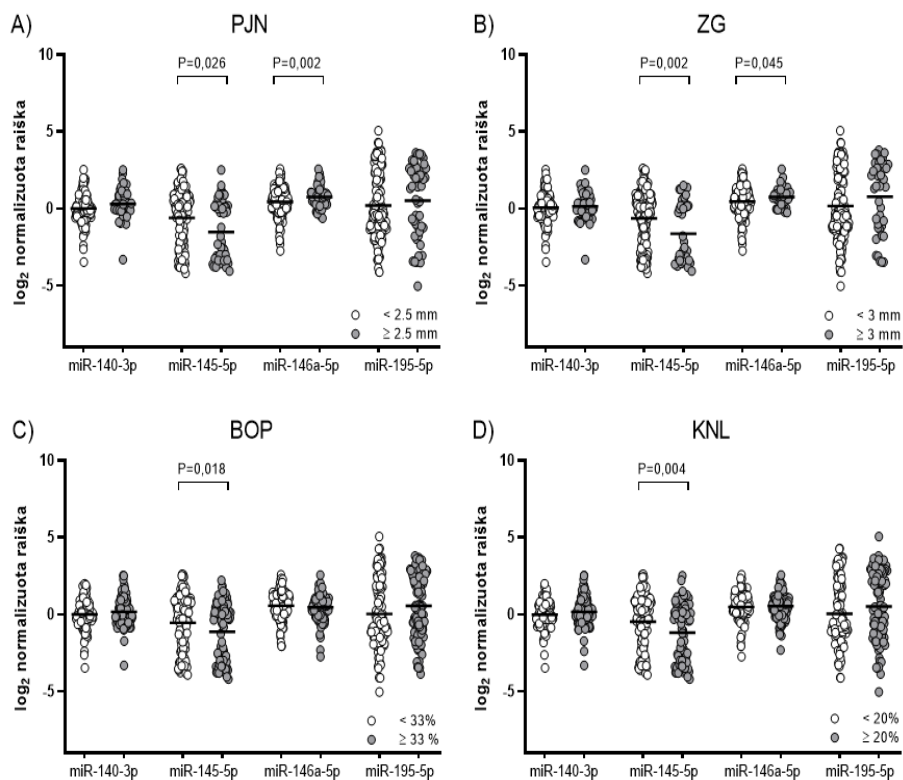 A) PJN
10
5
0
-5
log₂ normalizuota raiška
P=0,026
P=0,002
< 2.5 mm
≥ 2.5 mm
miR-140-3p miR-145-5p miR-146a-5p miR-195-5p
B) ZG
10
5
0
-5
log₂ normalizuota raiška
P=0,002
P=0,045
< 3 mm
≥ 3 mm
miR-140-3p miR-145-5p miR-146a-5p miR-195-5p
C) BOP
10
5
0
-5
log₂ normalizuota raiška
P=0,018
< 33%
≥ 33 %
miR-140-3p miR-145-5p miR-146a-5p miR-195-5p
D) KNL
10
5
0
-5
log₂ normalizuota raiška
P=0,004
< 20%
≥ 20%
miR-140-3p miR-145-5p miR-146a-5p miR-195-5p